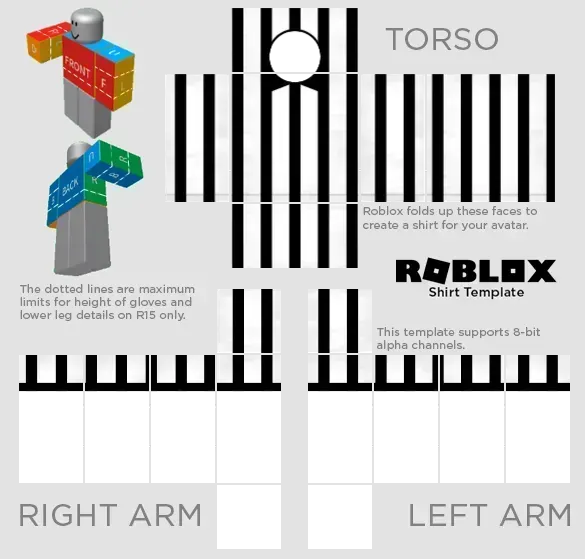 TORSO
FRONT
F
L
U
BACK
R
B
Roblox folds up these faces to
create a shirt for your avatar.
ROBLOX
Shirt Template
The dotted lines are maximum
limits for height of gloves and
lower leg details on R15 only.
This template supports 8-bit
alpha channels.
RIGHT ARM
LEFT ARM